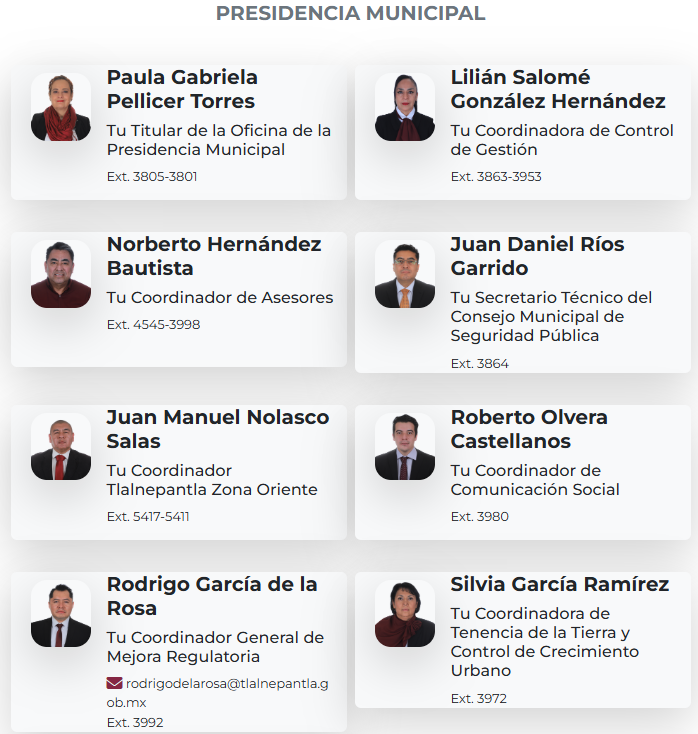 PRESIDENCIA MUNICIPAL
Paula Gabriela
Pellicer Torres
Tu Titular de la Oficina de la
Presidencia Municipal
Ext. 3805-3801
Lilián Salomé
González Hernández
Tu Coordinadora de Control
de Gestión
Ext. 3863-3953
Norberto Hernández
Bautista
Tu Coordinador de Asesores
Ext. 4545-3998
Juan Daniel Ríos
Garrido
Tu Secretario Técnico del
Consejo Municipal de
Seguridad Pública
Ext. 3864
Juan Manuel Nolasco
Salas
Tu Coordinador
Tlalnepantla Zona Oriente
Ext. 5417-5411
Roberto Olvera
Castellanos
Tu Coordinador de
Comunicación Social
Ext. 3980
Rodrigo García de la
Rosa
Tu Coordinador General de
Mejora Regulatoria
rodrigodelarosa@tlalnepantla.g
ob.mx
Ext. 3992
Silvia García Ramírez
Tu Coordinadora de
Tenencia de la Tierra y
Control de Crecimiento
Urbano
Ext. 3972